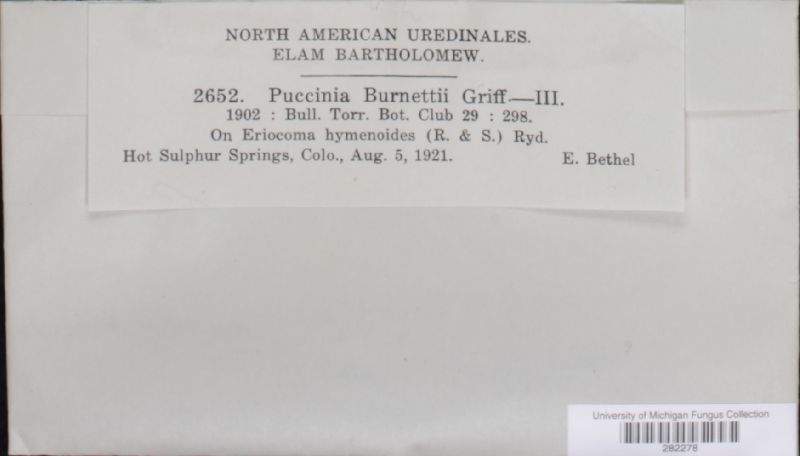 NORTH AMERICAN UREDINALES.
ELAM BARTHOLOMEW.
2652. Puccinia Burnettii Griff.—III.
1902 : Bull. Torr. Bot. Club 29 : 298.
On Eriocoma hymenoides (R. & S.) Ryd.
Hot Sulphur Springs, Colo., Aug. 5, 1921. E. Bethel
University of Michigan Fungus Collection
282278